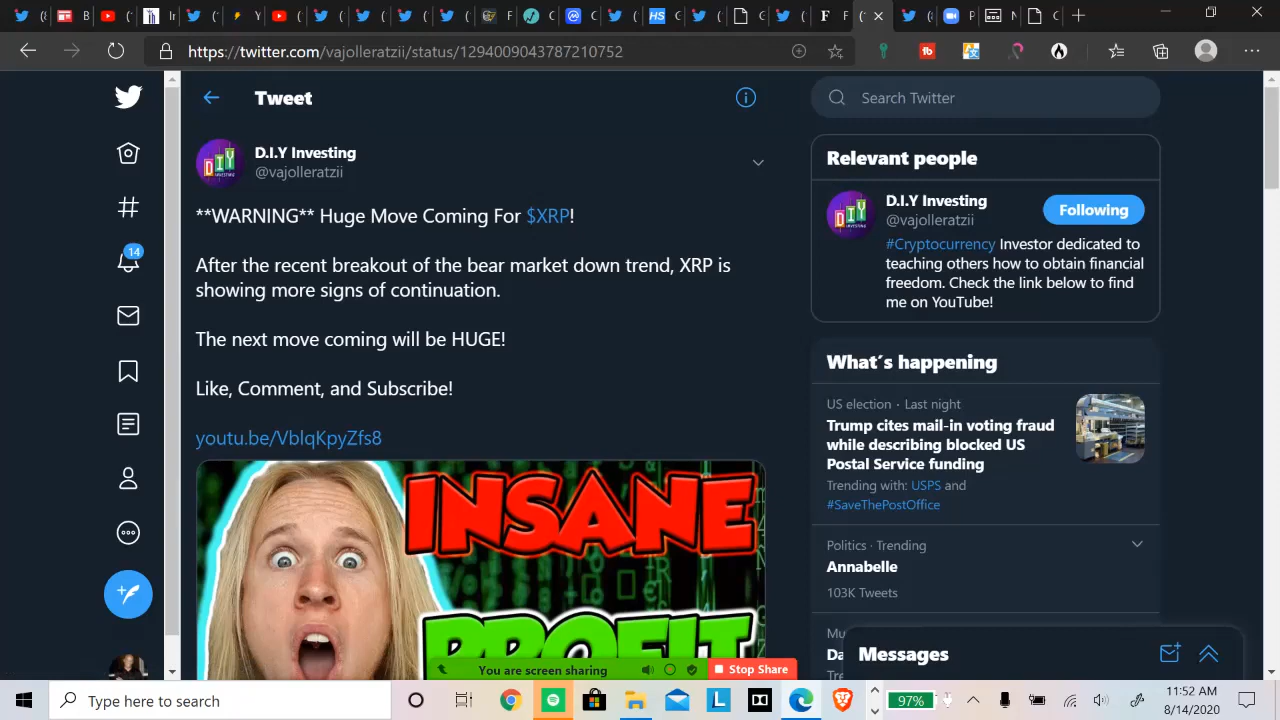 https://twitter.com/vajolleratzii/status/1294009043787210752
Tweet
D.I.Y Investing
@vajolleratzii
**WARNING** Huge Move Coming For $XRP!
After the recent breakout of the bear market down trend, XRP is
showing more signs of continuation.
The next move coming will be HUGE!
Like, Comment, and Subscribe!
youtu.be/VblqKpyZfs8
INSANE
PROFIT
Search Twitter
Relevant people
D.I.Y Investing
@vajolleratzii
Following
#Cryptocurrency Investor dedicated to
teaching others how to obtain financial
freedom. Check the link below to find
me on YouTube!
What's happening
US election · Last night
Trump cites mail-in voting fraud
while describing blocked US
Postal Service funding
Trending with: USPS and
#SaveThePostOffice
Politics · Trending
Annabelle
103K Tweets
Mu
Da
Tre
Messages
14
You are screen sharing
Stop Share
Type here to search
97%
11:52 AM
8/14/2020